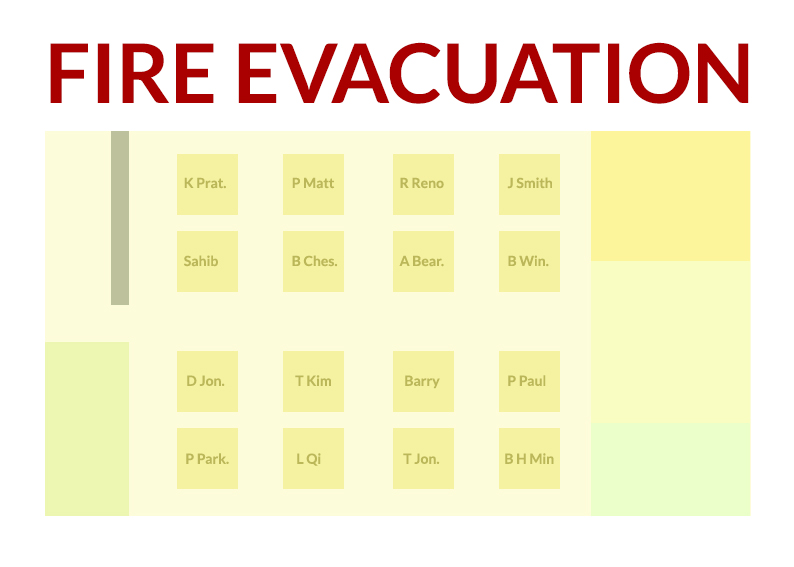 FIRE EVACUATION
K Prat. P Matt R Reno J Smith
Sahib B Ches. A Bear. B Win.
D Jon. T Kim Barry P Paul
P Park. L Qi T Jon. B H Min